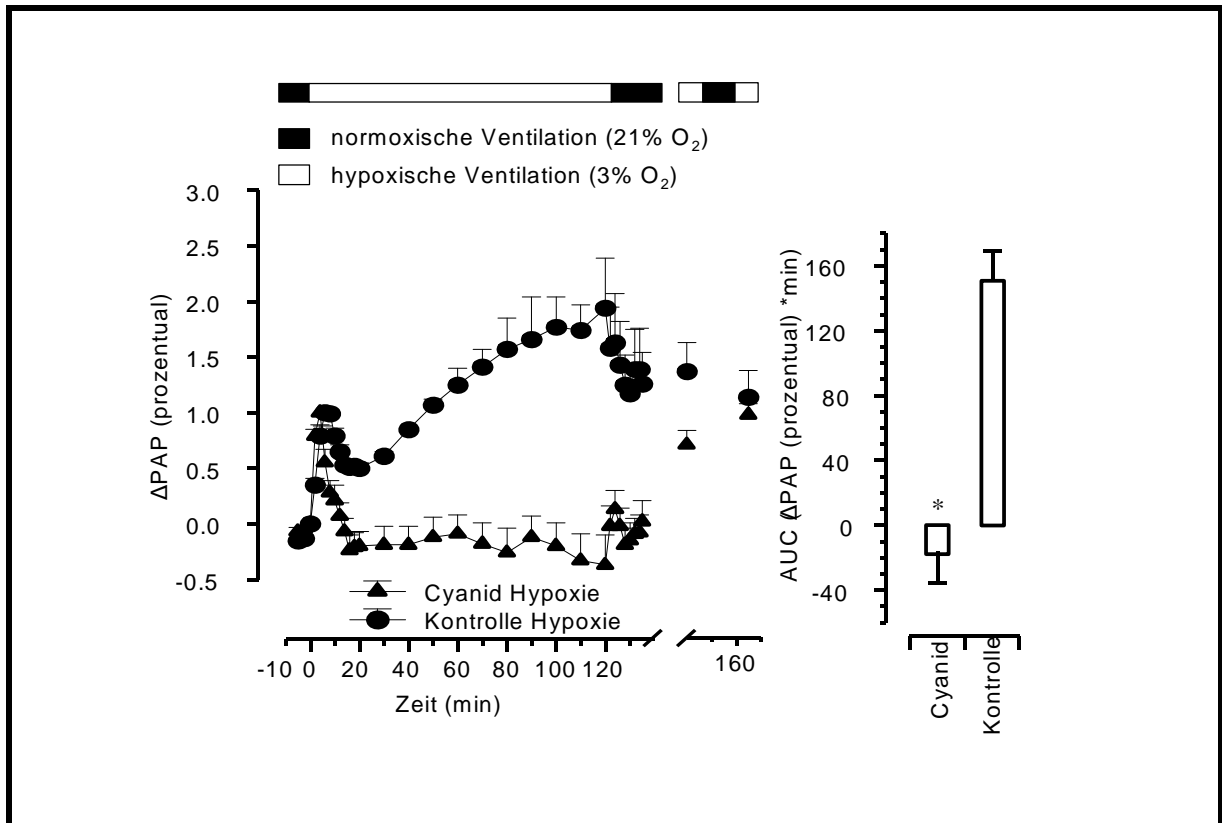 normoxische Ventilation (21% O₂)
hypoxische Ventilation (3% O₂)
3.0
2.5
2.0
1.5
1.0
0.5
0.0
-0.5
ΔPAP (prozentual)
Cyanid Hypoxie
Kontrolle Hypoxie
-10 0 20 40 60 80 100 120 160
Zeit (min)
160
120
80
40
0
-40
AUC (ΔPAP (prozentual) *min)
*
Cyanid
Kontrolle